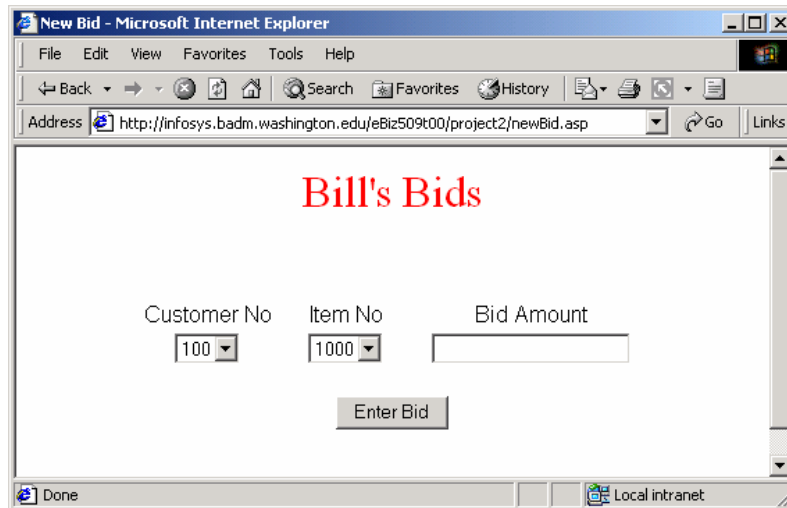 New Bid - Microsoft Internet Explorer
File Edit View Favorites Tools Help
Back Search Favorites History
Address http://infosys.badm.washington.edu/eBiz509t00/project2/newBid.asp Go Links
Bill's Bids
Customer No Item No Bid Amount
100 1000
Enter Bid
Done Local intranet